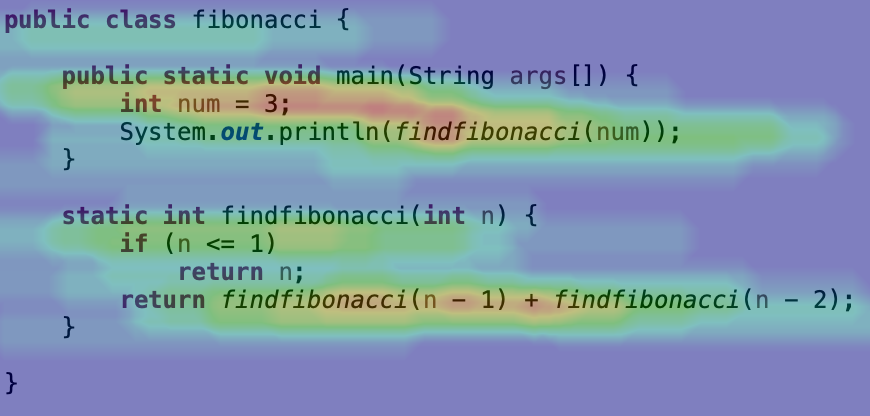 public class fibonacci {
public static void main(String args[]) {
int num = 3;
System.out.println(findfibonacci(num));
}
static int findfibonacci(int n) {
if (n <= 1)
return n;
return findfibonacci(n - 1) + findfibonacci(n - 2);
}
}